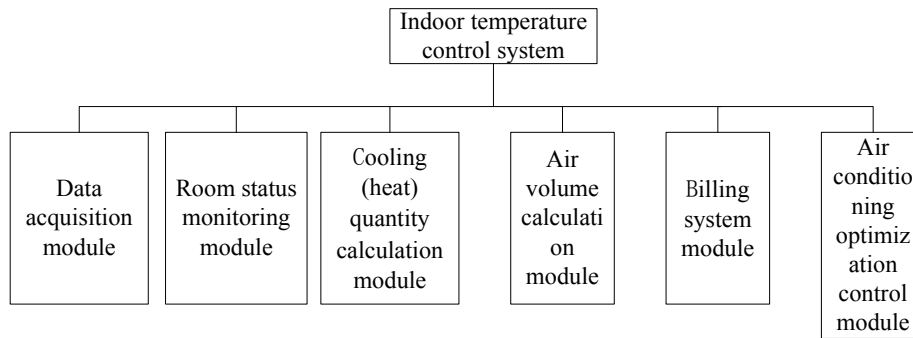 Indoor temperature
control system
Data
acquisition
module
Room status
monitoring
module
Cooling
(heat)
quantity
calculation
module
Air
volume
calculati
on
module
Billing
system
module
Air
conditio
ning
optimiz
ation
control
module